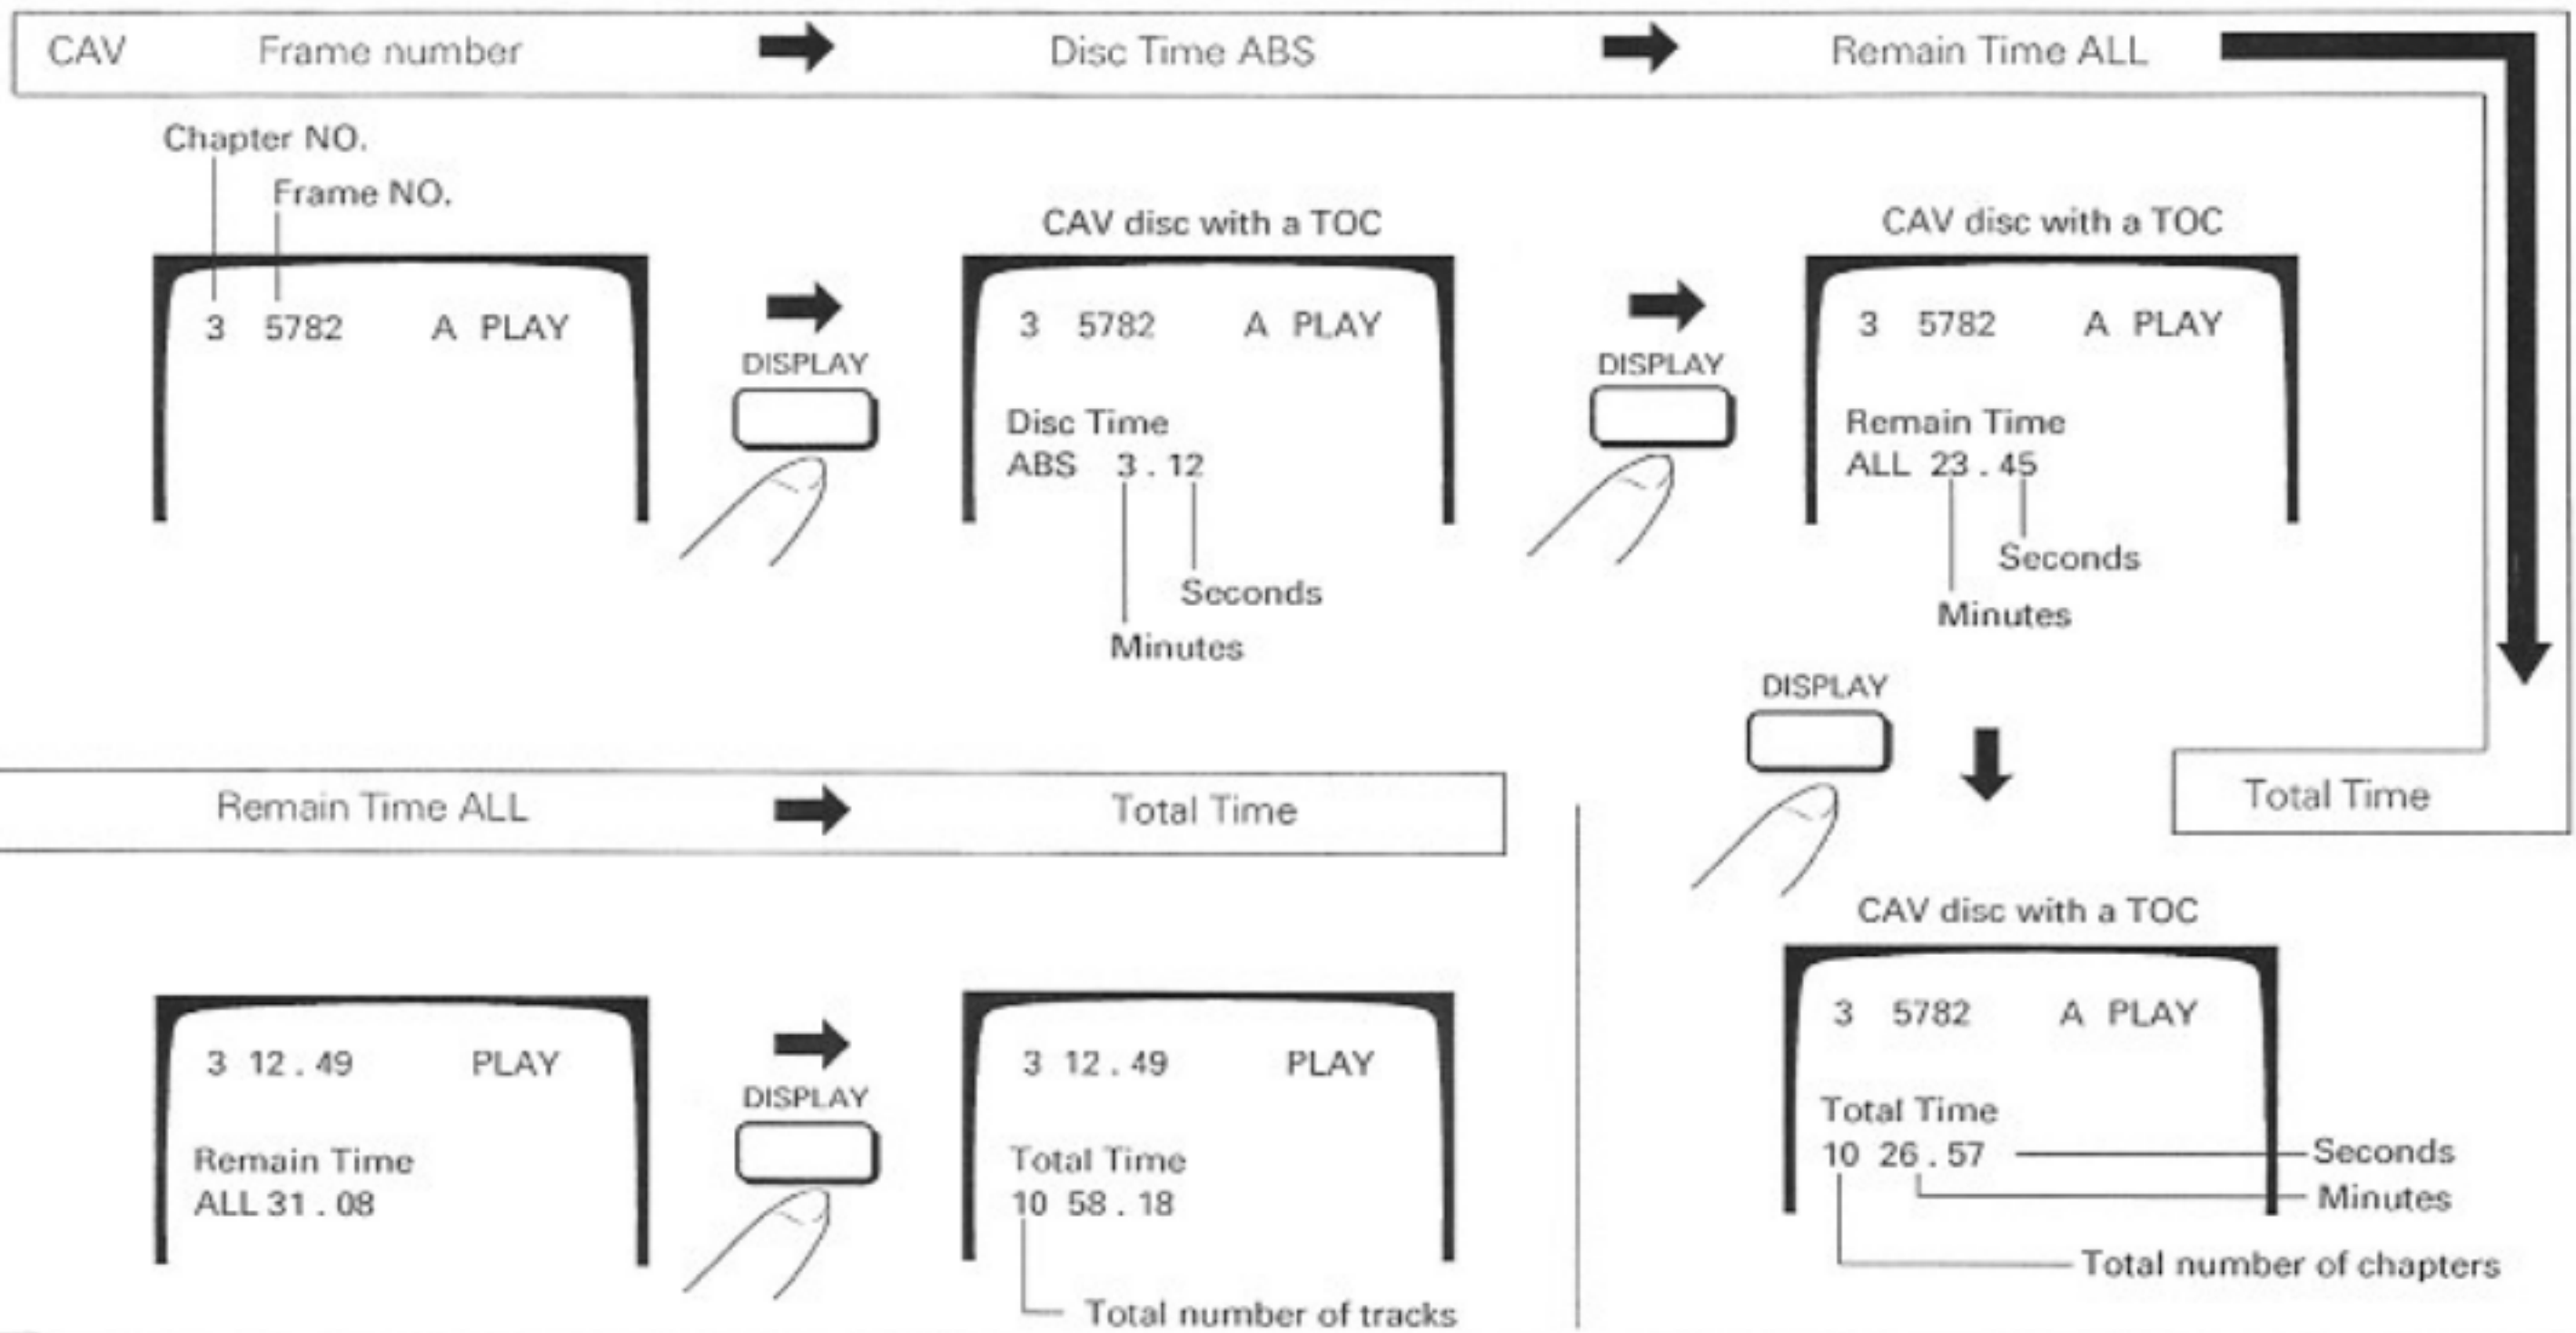 CAV Frame number Disc Time ABS Remain Time ALL
Chapter NO.
Frame NO.
3 5782 A PLAY
DISPLAY
CAV disc with a TOC
3 5782 A PLAY
Disc Time
ABS 3 . 12
Seconds
Minutes
DISPLAY
CAV disc with a TOC
3 5782 A PLAY
Remain Time
ALL 23 . 45
Seconds
Minutes
DISPLAY
Total Time
CAV disc with a TOC
3 5782 A PLAY
Total Time
10 26 . 57
Seconds
Minutes
Total number of chapters
Remain Time ALL Total Time
3 12 . 49 PLAY
Remain Time
ALL 31 . 08
DISPLAY
3 12 . 49 PLAY
Total Time
10 58 . 18
Total number of tracks